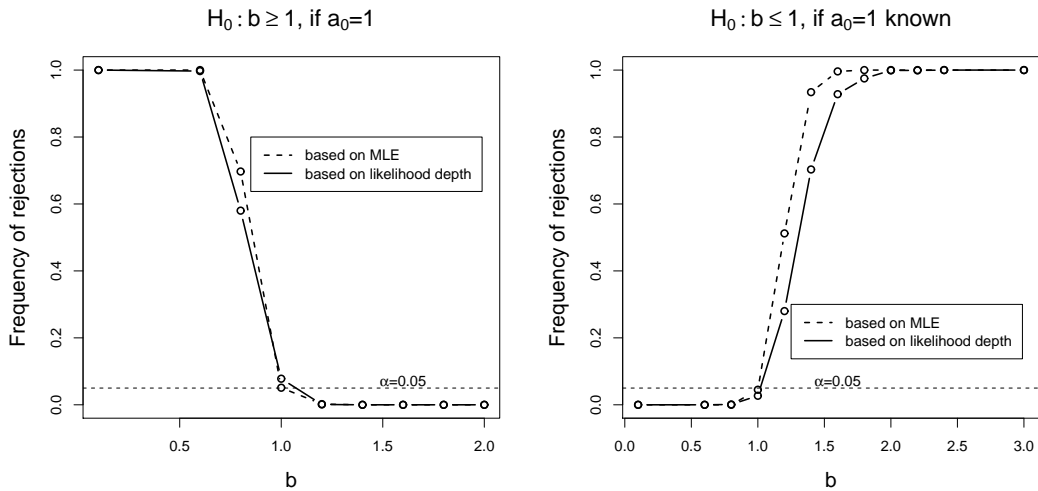 H₀ : b ≥ 1, if a₀=1
Frequency of rejections
1.0
0.8
0.6
0.4
0.2
0.0
based on MLE
based on likelihood depth
α=0.05
0.5 1.0 1.5 2.0
b
H₀ : b ≤ 1, if a₀=1 known
Frequency of rejections
1.0
0.8
0.6
0.4
0.2
0.0
based on MLE
based on likelihood depth
α=0.05
0.0 0.5 1.0 1.5 2.0 2.5 3.0
b